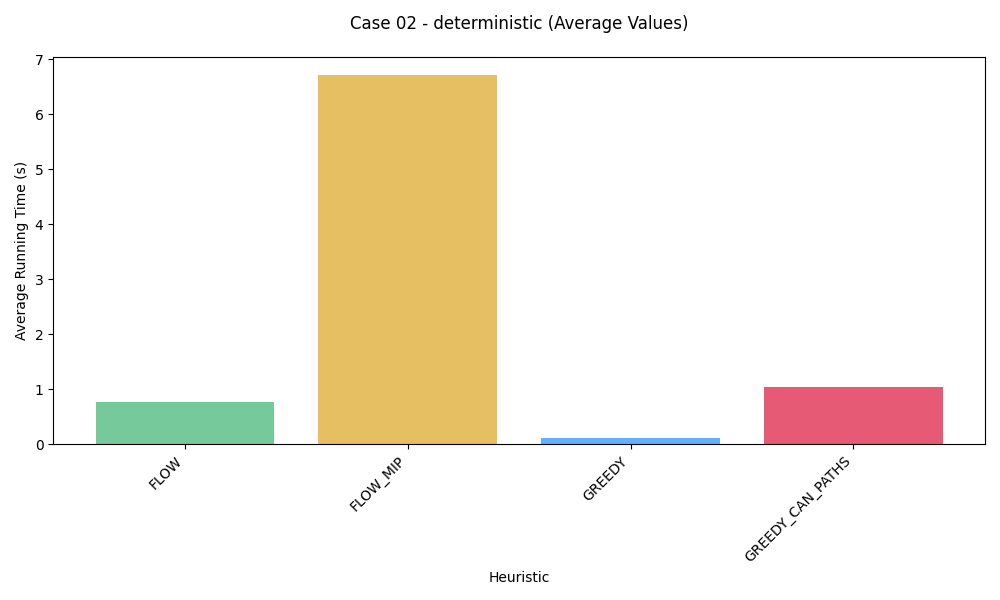 Case 02 - deterministic (Average Values)
Average Running Time (s)
7
6
5
4
3
2
1
0
FLOW
FLOW_MIP
GREEDY
GREEDY_CAN_PATHS
Heuristic